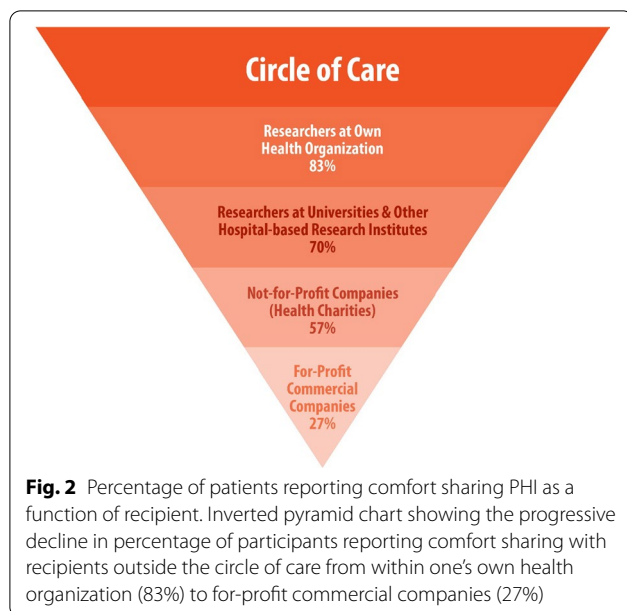 Circle of Care
Researchers at Own
Health Organization
83%
Researchers at Universities & Other
Hospital-based Research Institutes
70%
Not-for-Profit Companies
(Health Charities)
57%
For-Profit
Commercial
Companies
27%
Fig. 2 Percentage of patients reporting comfort sharing PHI as a
function of recipient. Inverted pyramid chart showing the progressive
decline in percentage of participants reporting comfort sharing with
recipients outside the circle of care from within one's own health
organization (83%) to for-profit commercial companies (27%)